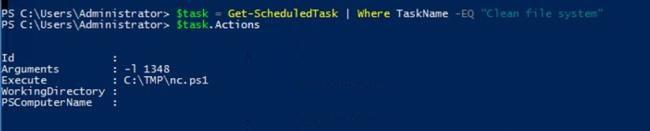 PS C:\Users\Administrator> $task = Get-ScheduledTask | Where TaskName -EQ "Clean file system"
PS C:\Users\Administrator> $task.Actions
Id :
Arguments : -l 1348
Execute : C:\TMP\nc.ps1
WorkingDirectory :
PSComputerName :